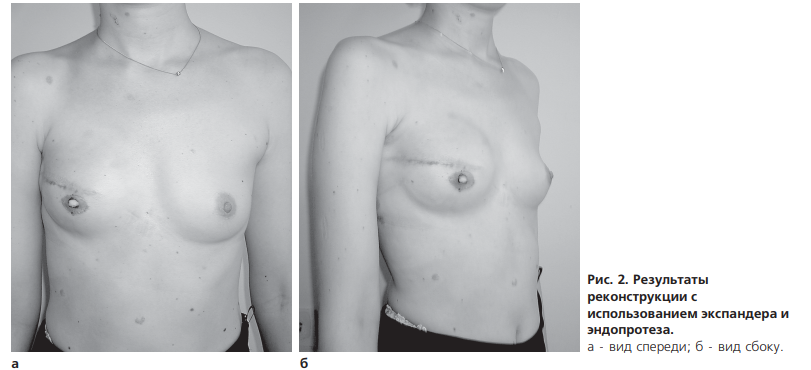 Рис. 2. Результаты
реконструкции с
использованием экспандера и
эндопротеза.
а - вид спереди; б - вид сбоку.
а
б